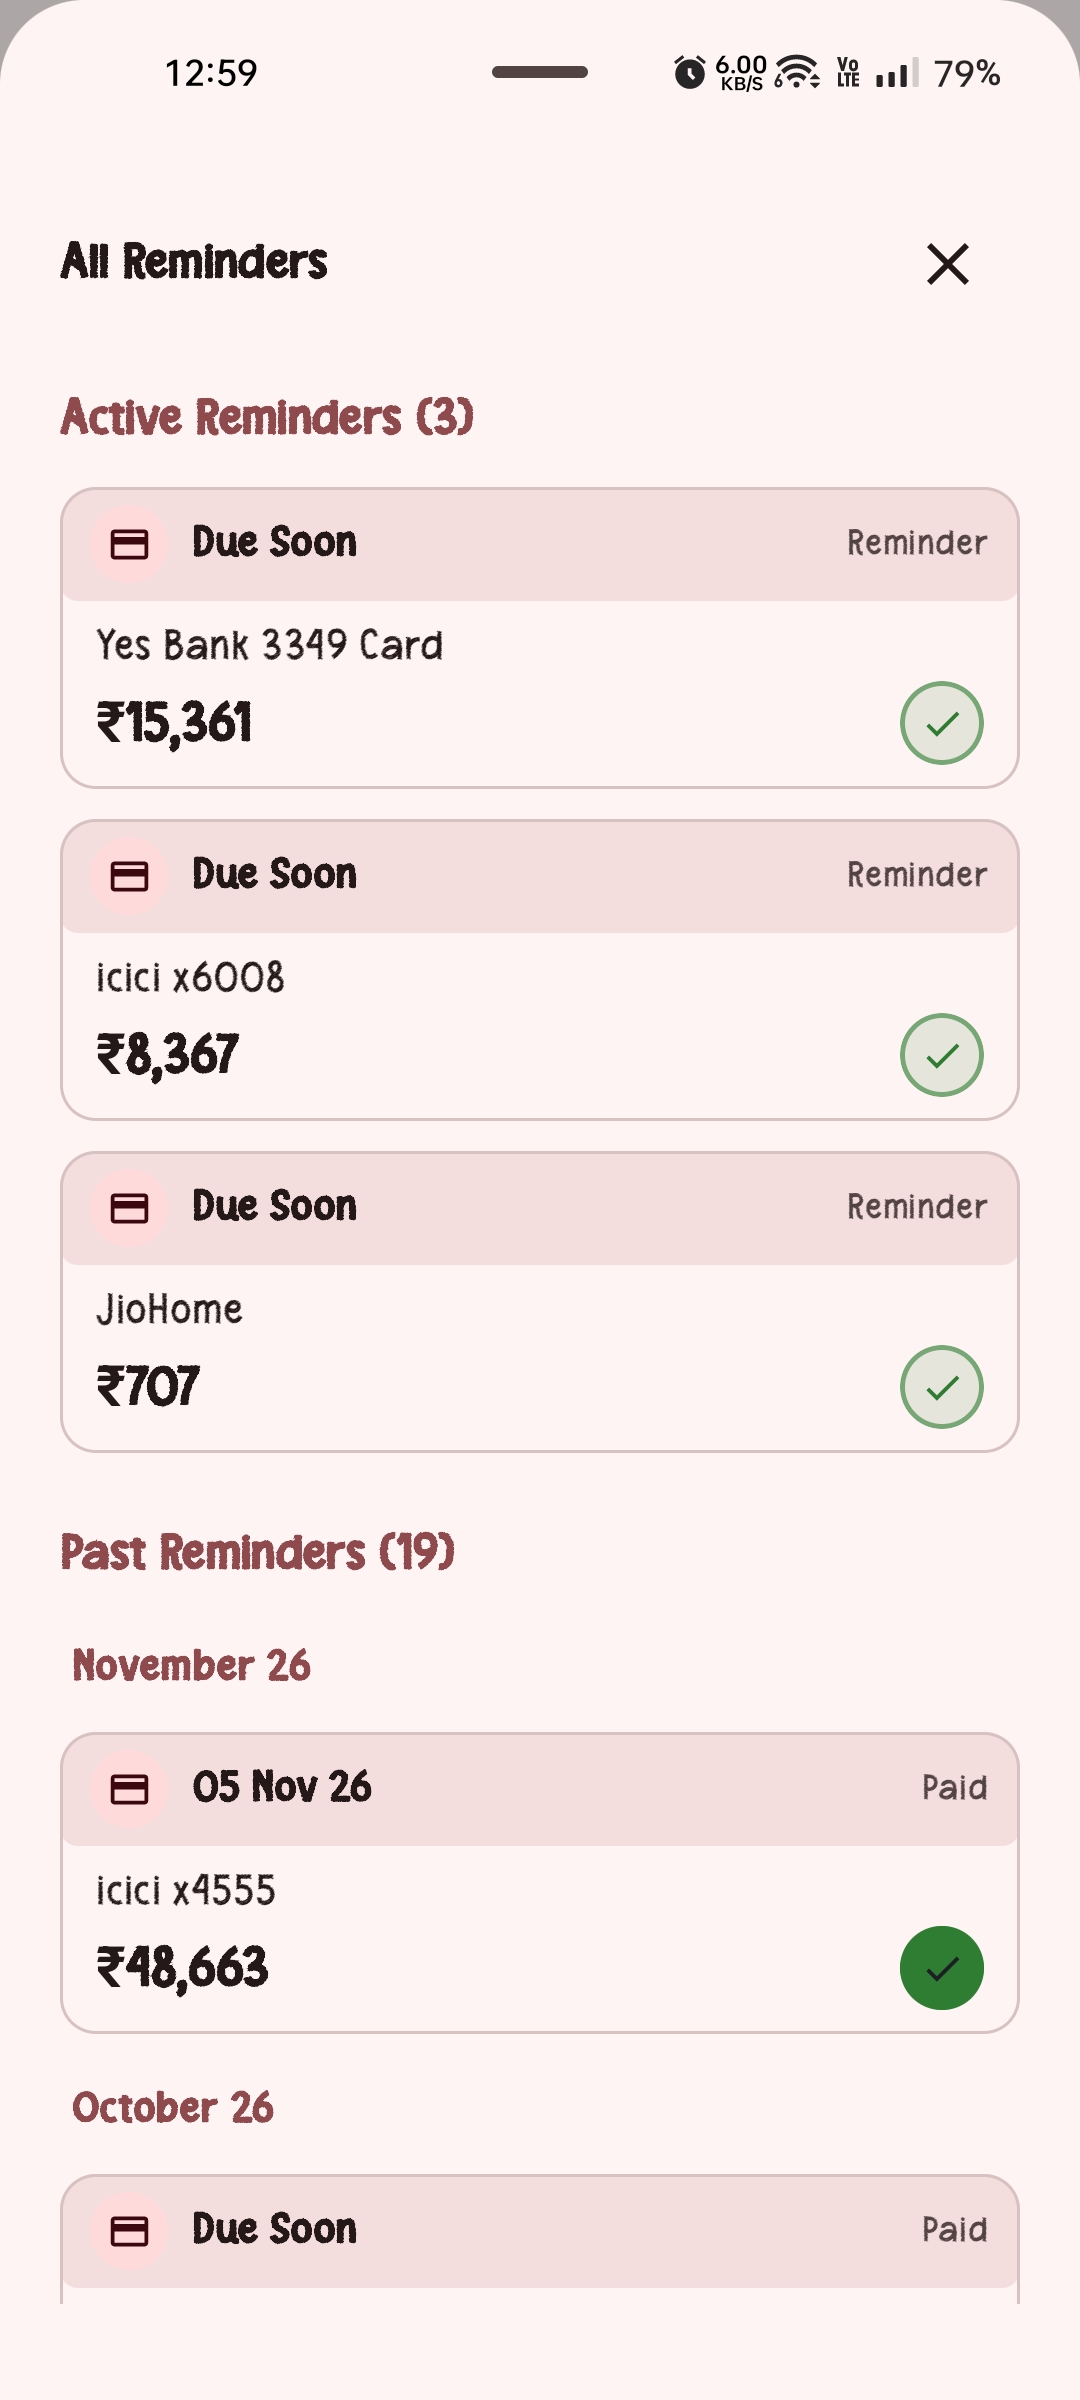 12:59
6.00 KB/S
6
Vo LTE
79%
All Reminders
Active Reminders (3)
Due Soon
Reminder
Yes Bank 3349 Card
₹15,361
Due Soon
Reminder
icici x6008
₹8,367
Due Soon
Reminder
JioHome
₹707
Past Reminders (19)
November 26
05 Nov 26
Paid
icici x4555
₹48,663
October 26
Due Soon
Paid